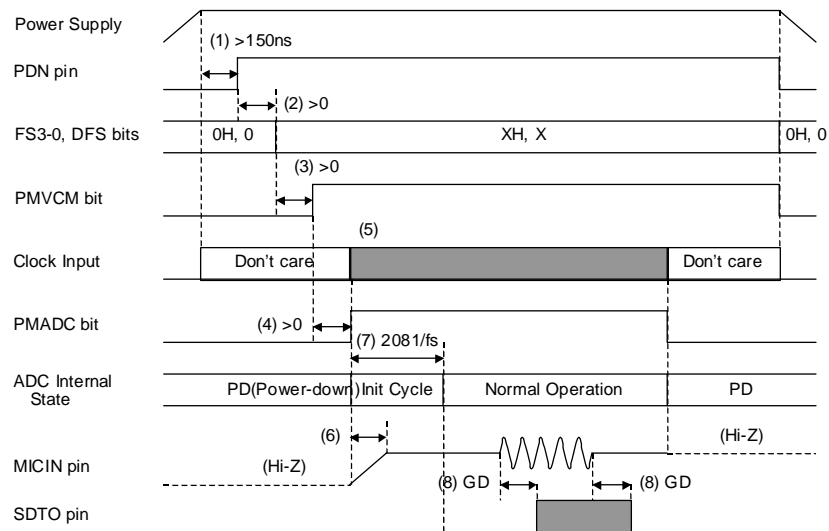 Power Supply
(1) >150ns
PDN pin
(2) >0
FS3-0, DFS bits
0H, 0
XH, X
0H, 0
(3) >0
PMVCM bit
(5)
Clock Input
Don't care
Don't care
PMADC bit
(4) >0
(7) 2081/fs
ADC Internal
State
PD(Power-down)
Init Cycle
Normal Operation
PD
(6)
(Hi-Z)
MICIN pin
(Hi-Z)
(8) GD
(8) GD
SDTO pin